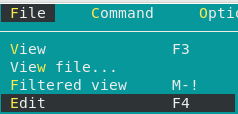 File Command Optio
View F3
View file...
Filtered view M-!
Edit F4